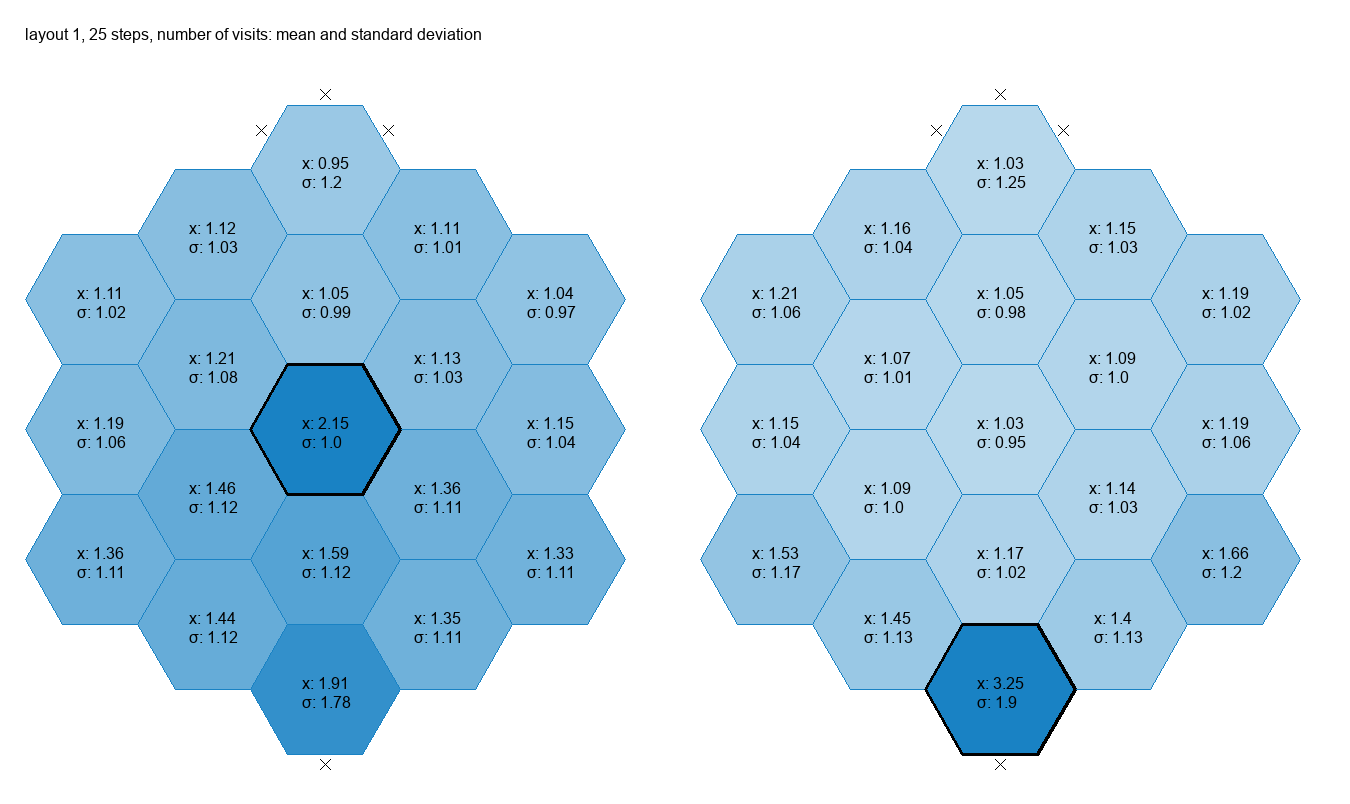 layout 1, 25 steps, number of visits: mean and standard deviation
x: 0.95
σ: 1.2
x: 1.12
σ: 1.03
x: 1.11
σ: 1.01
x: 1.11
σ: 1.02
x: 1.05
σ: 0.99
x: 1.04
σ: 0.97
x: 1.21
σ: 1.08
x: 1.13
σ: 1.03
x: 1.19
σ: 1.06
x: 2.15
σ: 1.0
x: 1.15
σ: 1.04
x: 1.46
σ: 1.12
x: 1.36
σ: 1.11
x: 1.36
σ: 1.11
x: 1.59
σ: 1.12
x: 1.33
σ: 1.11
x: 1.44
σ: 1.12
x: 1.35
σ: 1.11
x: 1.91
σ: 1.78
x: 1.03
σ: 1.25
x: 1.16
σ: 1.04
x: 1.15
σ: 1.03
x: 1.21
σ: 1.06
x: 1.05
σ: 0.98
x: 1.19
σ: 1.02
x: 1.07
σ: 1.01
x: 1.09
σ: 1.0
x: 1.15
σ: 1.04
x: 1.03
σ: 0.95
x: 1.19
σ: 1.06
x: 1.09
σ: 1.0
x: 1.14
σ: 1.03
x: 1.53
σ: 1.17
x: 1.17
σ: 1.02
x: 1.66
σ: 1.2
x: 1.45
σ: 1.13
x: 1.4
σ: 1.13
x: 3.25
σ: 1.9